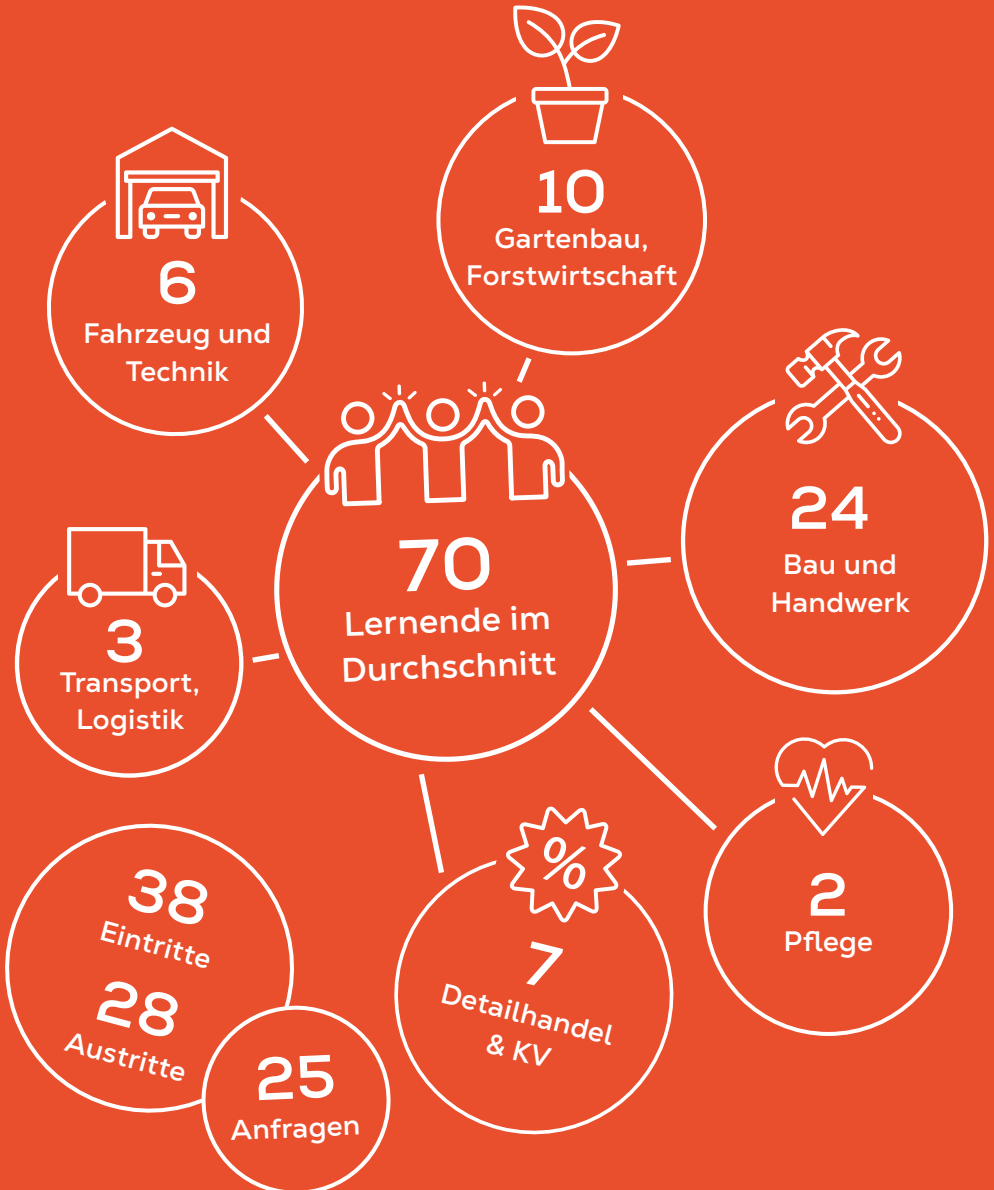 10
Gartenbau,
Forstwirtschaft
6
Fahrzeug und
Technik
24
Bau und
Handwerk
70
Lernende im
Durchschnitt
3
Transport,
Logistik
2
Pflege
7
Detailhandel
& KV
%
38
Eintritte
28
Austritte
25
Anfragen